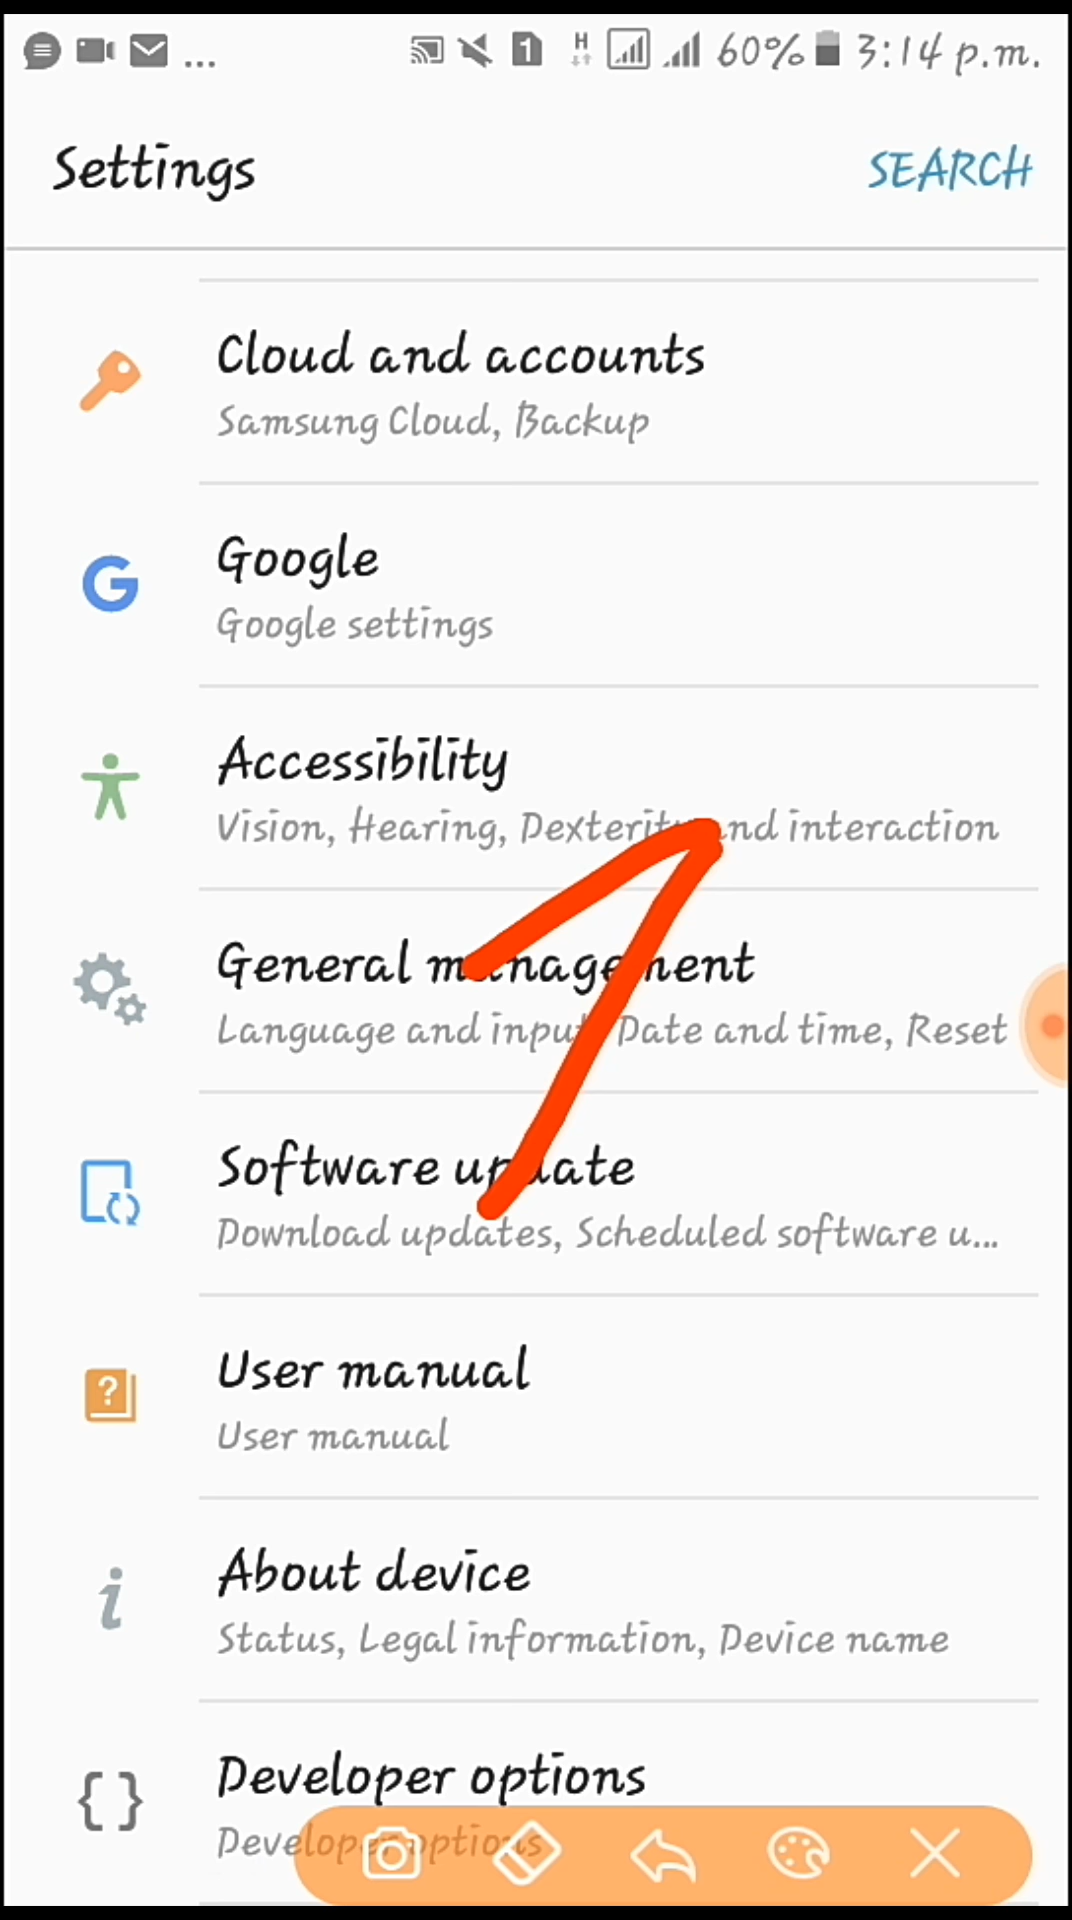 ... 1 H 60% 3:14 p.m.
Settings SEARCH
Cloud and accounts
Samsung Cloud, Backup
Google
Google settings
Accessibility
Vision, Hearing, Dexterity and interaction
General management
Language and input, Date and time, Reset
Software update
Download updates, Scheduled software u...
User manual
User manual
About device
Status, Legal information, Device name
Developer options
Developer options